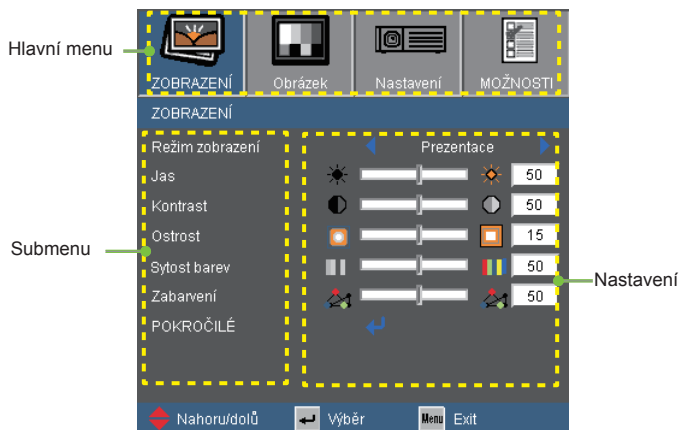 Hlavní menu
ZOBRAZENÍ Obrázek Nastavení MOŽNOSTI
ZOBRAZENÍ
Režim zobrazení Prezentace
Jas 50
Kontrast 50
Ostrost 15
Submenu
Sytost barev 50
Nastavení
Zabarvení 50
POKROČILÉ
Nahoru/dolů Výběr Menu Exit